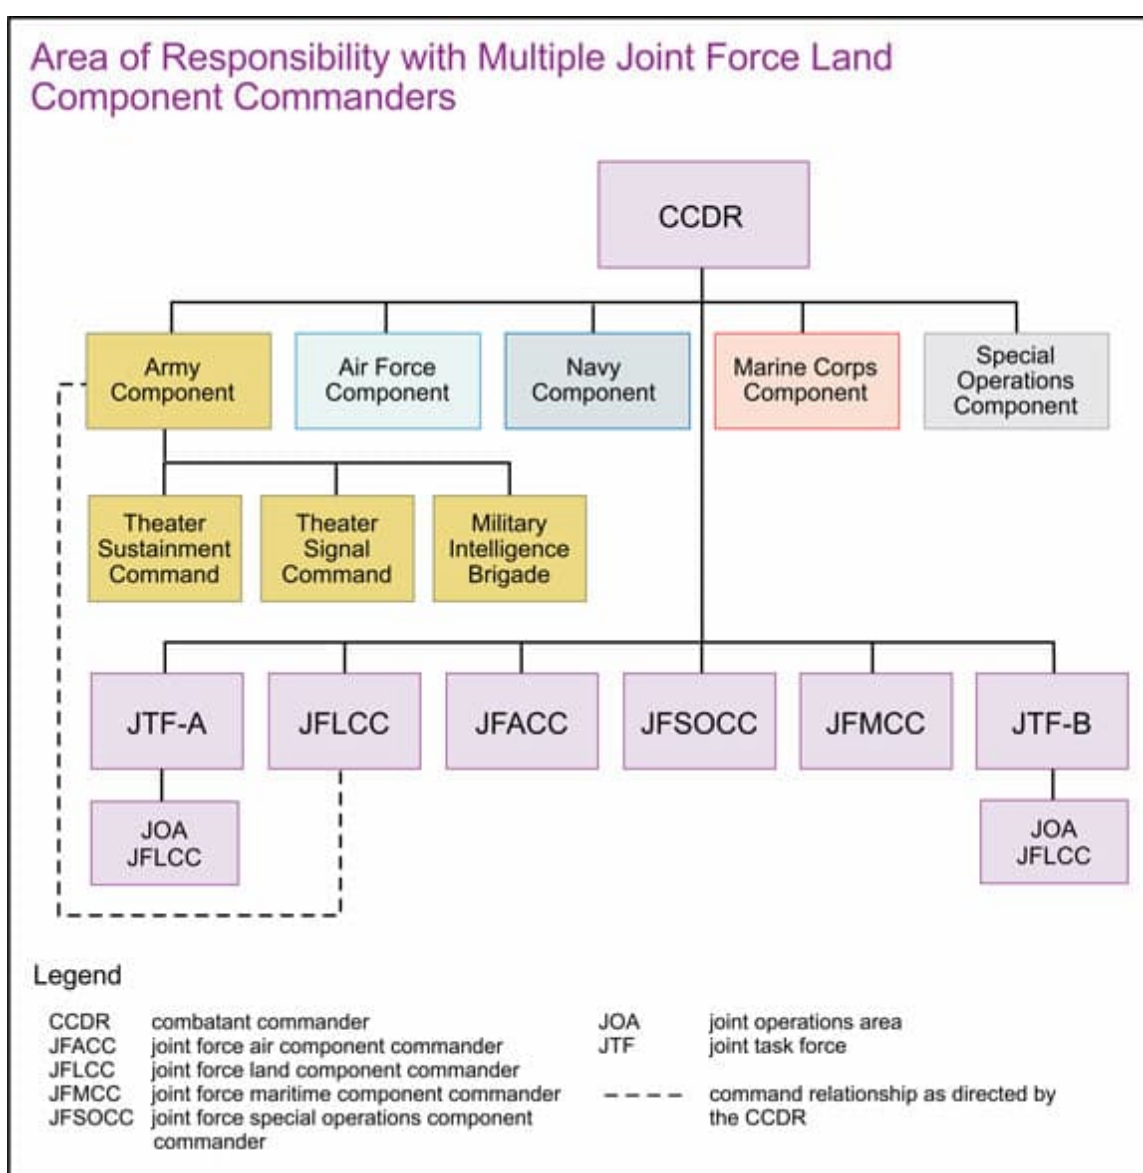 Area of Responsibility with Multiple Joint Force Land
Component Commanders
CCDR
Army
Component
Air Force
Component
Navy
Component
Marine Corps
Component
Special
Operations
Component
Theater
Sustainment
Command
Theater
Signal
Command
Military
Intelligence
Brigade
JTF-A
JFLCC
JFACC
JFSOCC
JFMCC
JTF-B
JOA
JFLCC
JOA
JFLCC
Legend
CCDR combatant commander
JFACC joint force air component commander
JFLCC joint force land component commander
JFMCC joint force maritime component commander
JFSOCC joint force special operations component
commander
JOA joint operations area
JTF joint task force
command relationship as directed by
the CCDR